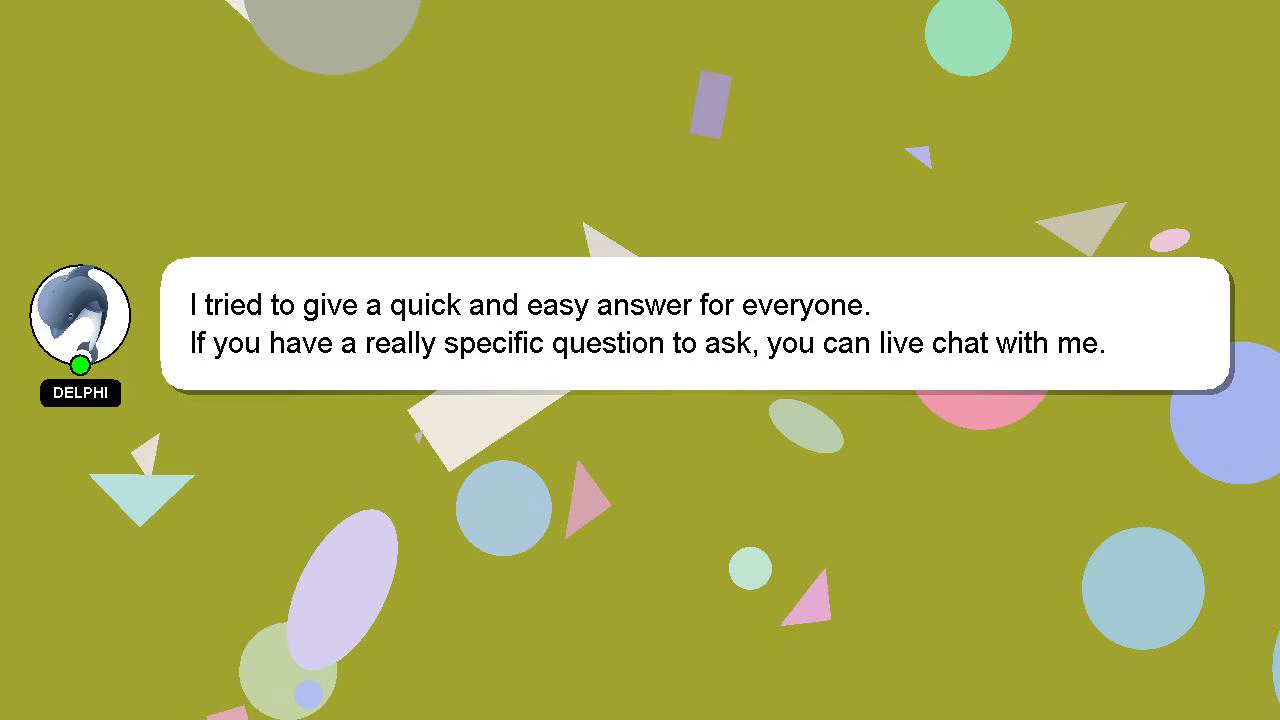 I tried to give a quick and easy answer for everyone.
If you have a really specific question to ask, you can live chat with me.
DELPHI